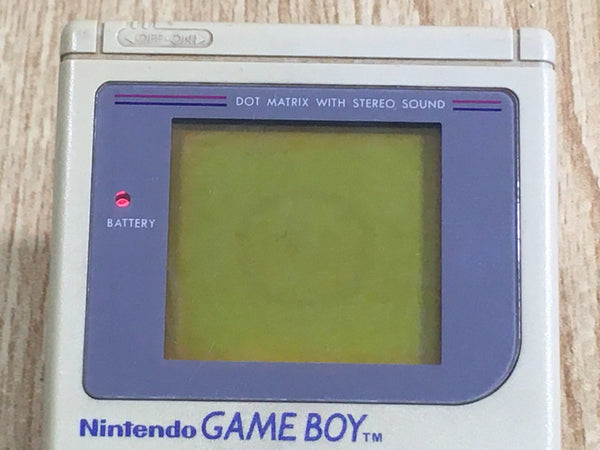 OFF•ON
DOT MATRIX WITH STEREO SOUND
BATTERY
Nintendo GAME BOY™